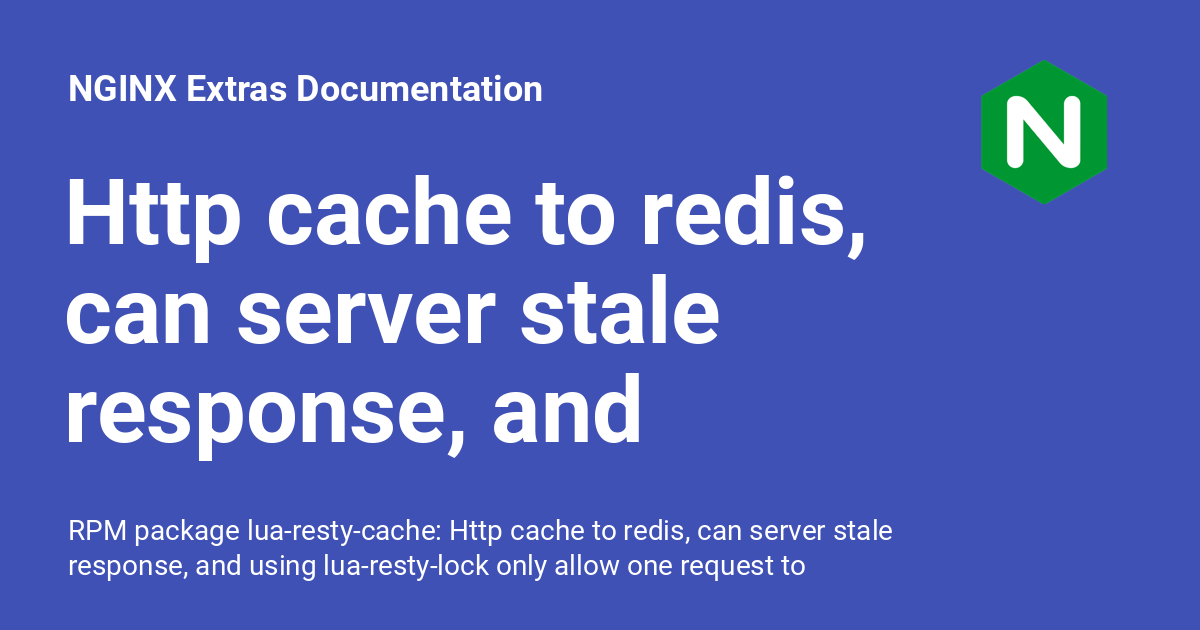 NGINX Extras Documentation
N
Http cache to redis,
can server stale
response, and
RPM package lua-resty-cache: Http cache to redis, can server stale
response, and using lua-resty-lock only allow one request to